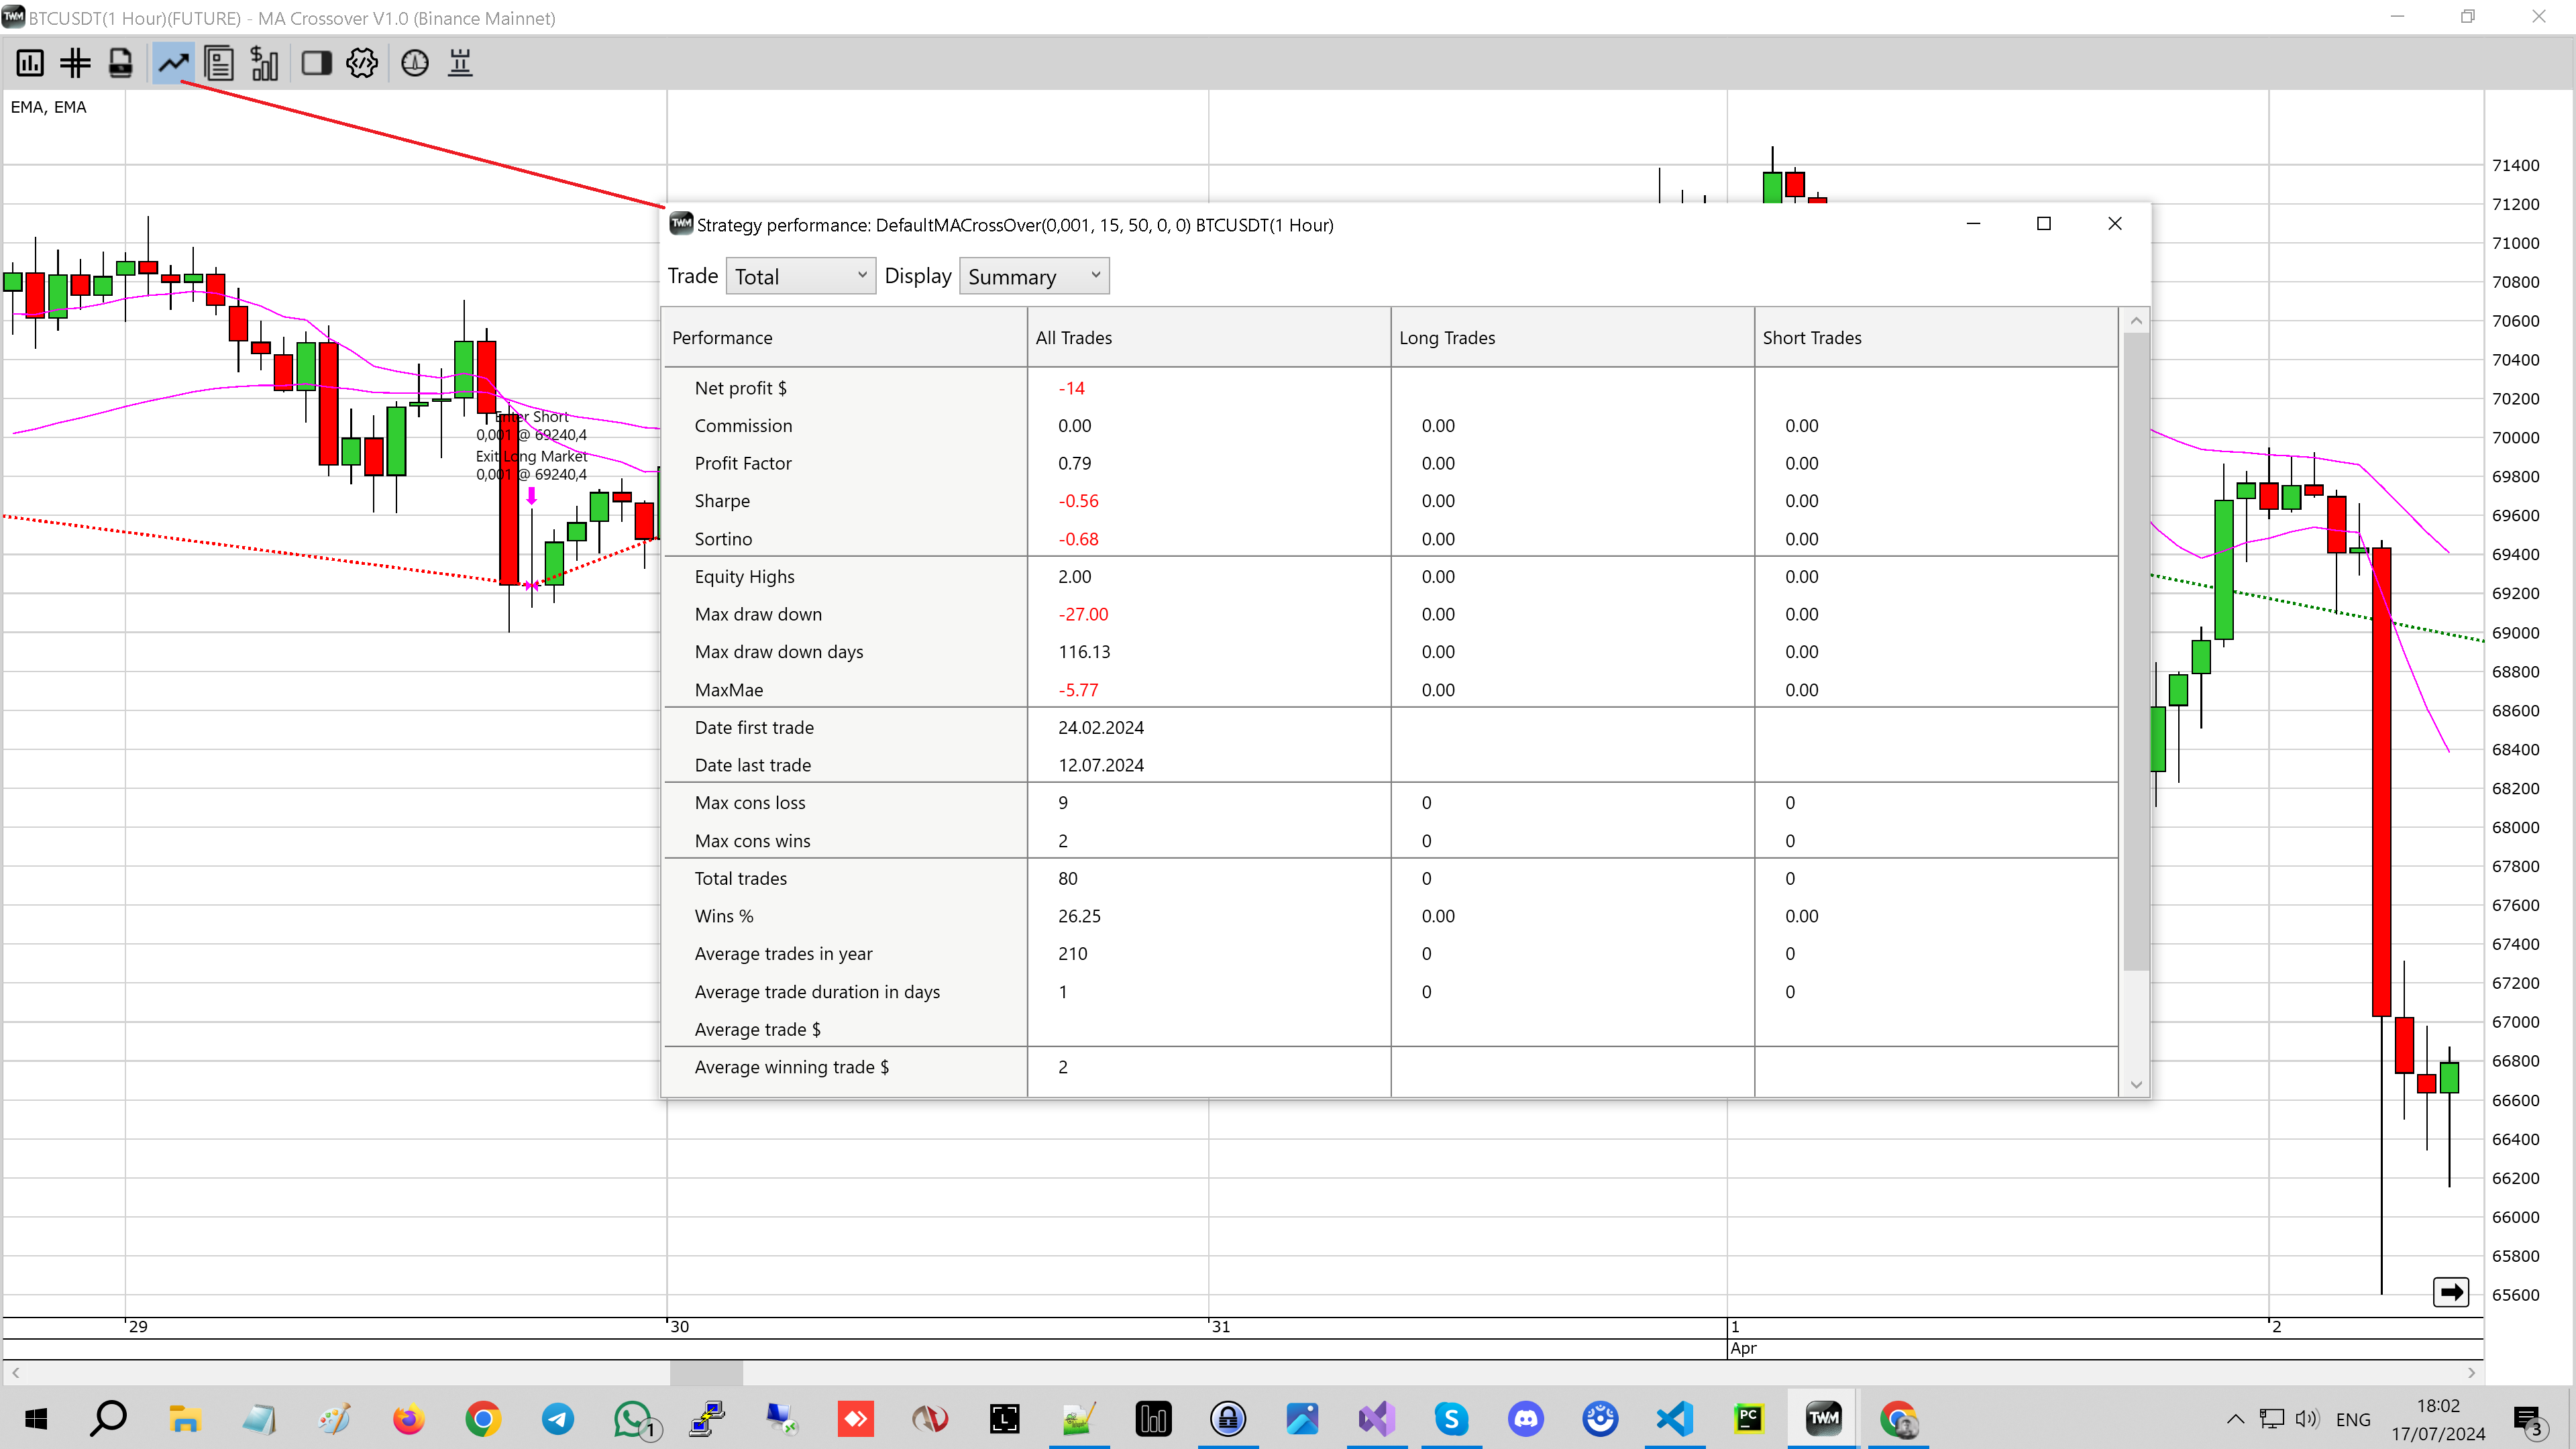 BTCUSDT(1 Hour)(FUTURE) - MA Crossover V1.0 (Binance Mainnet)
EMA, EMA
Enter Short
0,001 @ 69240,4
Exit Long Market
0,001 @ 69240,4
Strategy performance: DefaultMACrossOver(0,001, 15, 50, 0, 0) BTCUSDT(1 Hour)
Trade Total Display Summary
Performance All Trades Long Trades Short Trades
Net profit $ -14
Commission 0.00 0.00 0.00
Profit Factor 0.79 0.00 0.00
Sharpe -0.56 0.00 0.00
Sortino -0.68 0.00 0.00
Equity Highs 2.00 0.00 0.00
Max draw down -27.00 0.00 0.00
Max draw down days 116.13 0.00 0.00
MaxMae -5.77 0.00 0.00
Date first trade 24.02.2024
Date last trade 12.07.2024
Max cons loss 9 0 0
Max cons wins 2 0 0
Total trades 80 0 0
Wins % 26.25 0.00 0.00
Average trades in year 210 0 0
Average trade duration in days 1 0 0
Average trade $
Average winning trade $ 2
71400
71200
71000
70800
70600
70400
70200
70000
69800
69600
69400
69200
69000
68800
68600
68400
68200
68000
67800
67600
67400
67200
67000
66800
66600
66400
66200
66000
65800
65600
29 30 31 1 2
Apr
TWM
1
L
S
PC
TWM
ENG
18:02
17/07/2024
3